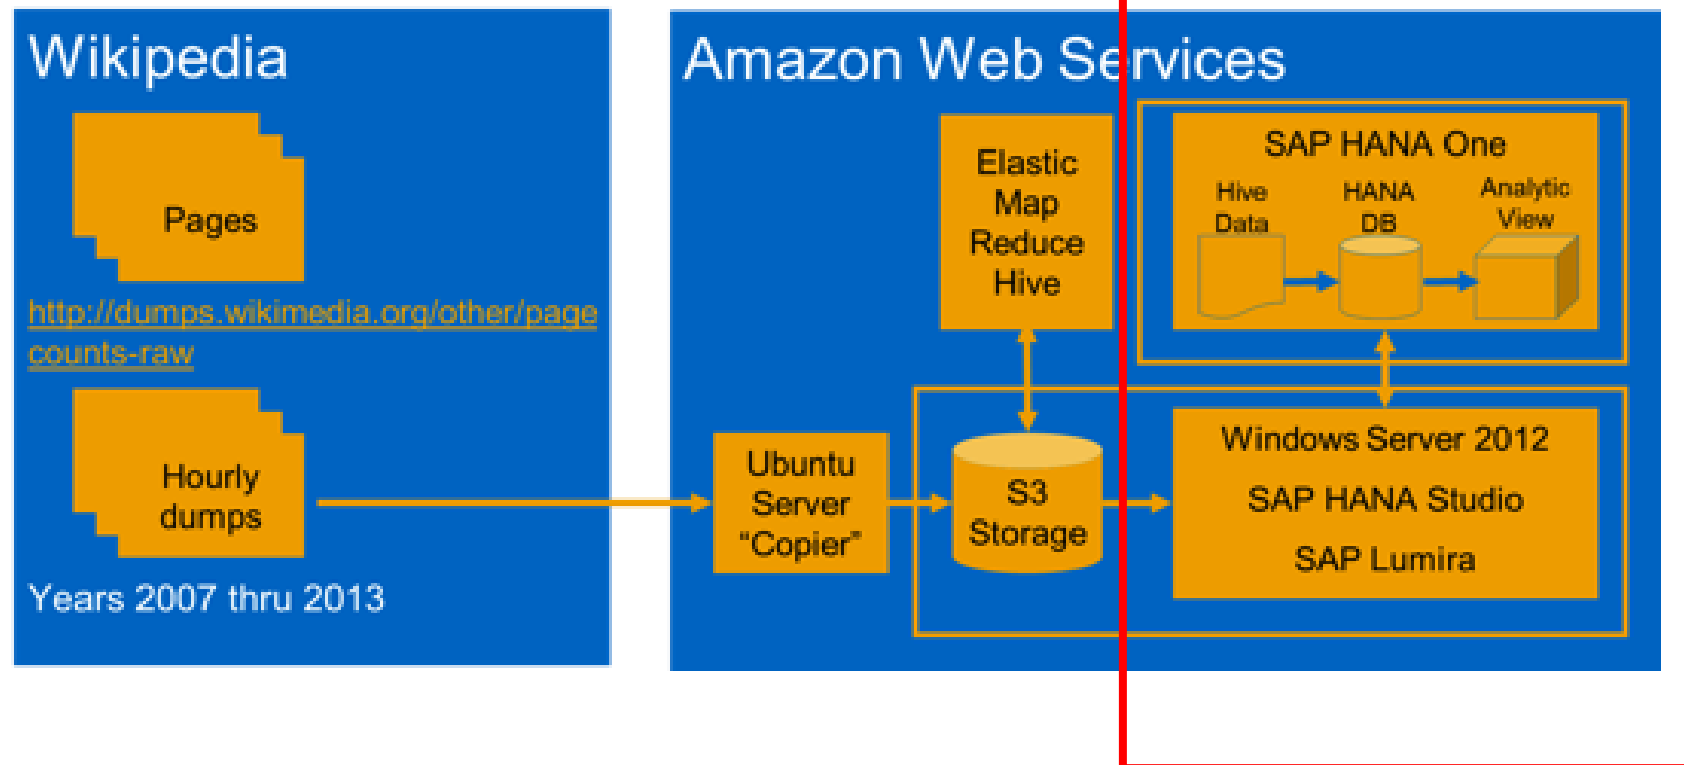 Wikipedia
Pages
http://dumps.wikimedia.org/other/page
counts-raw
Hourly
dumps
Years 2007 thru 2013
Amazon Web Services
Elastic
Map
Reduce
Hive
SAP HANA One
Hive
Data
HANA
DB
Analytic
View
Ubuntu
Server
“Copier”
S3
Storage
Windows Server 2012
SAP HANA Studio
SAP Lumira